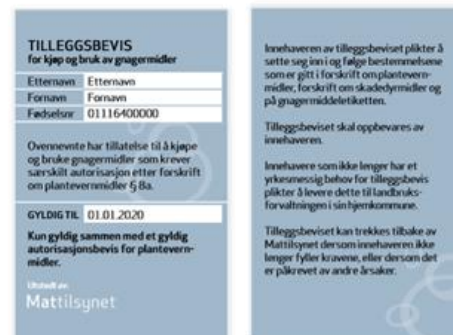 TILLEGGSBEVIS
for kjøp og bruk av gnagermidler
Etternavn Etternavn
Fornavn Fornavn
Fødselsnr 01116400000
Ovennevnte har tillatelse til å kjøpe
og bruke gnagermidler som krever
særskilt autorisasjon etter forskrift
om plantevernmidler § 8a.
GYLDIG TIL 01.01.2020
Kun gyldig sammen med et gyldig
autorisasjonsbevis for plantevern-
midler.
Utstedt av:
Mattilsynet
Innehaveren av tilleggsbeviset plikter å
sette seg inn i og følge bestemmelsene
som er gitt i forskrift om plantevern-
midler, forskrift om skadedyrmidler og
på gnagermiddeletiketten.
Tilleggsbeviset skal oppbevares av
innehaveren.
Innehavere som ikke lenger har et
yrkesmessig behov for tilleggsbevis
plikter å levere dette til landbruks-
forvaltningen i sin hjemkommune.
Tilleggsbeviset kan trekkes tilbake av
Mattilsynet dersom innehaveren ikke
lenger fyller kravene, eller dersom det
er påkrevet av andre årsaker.